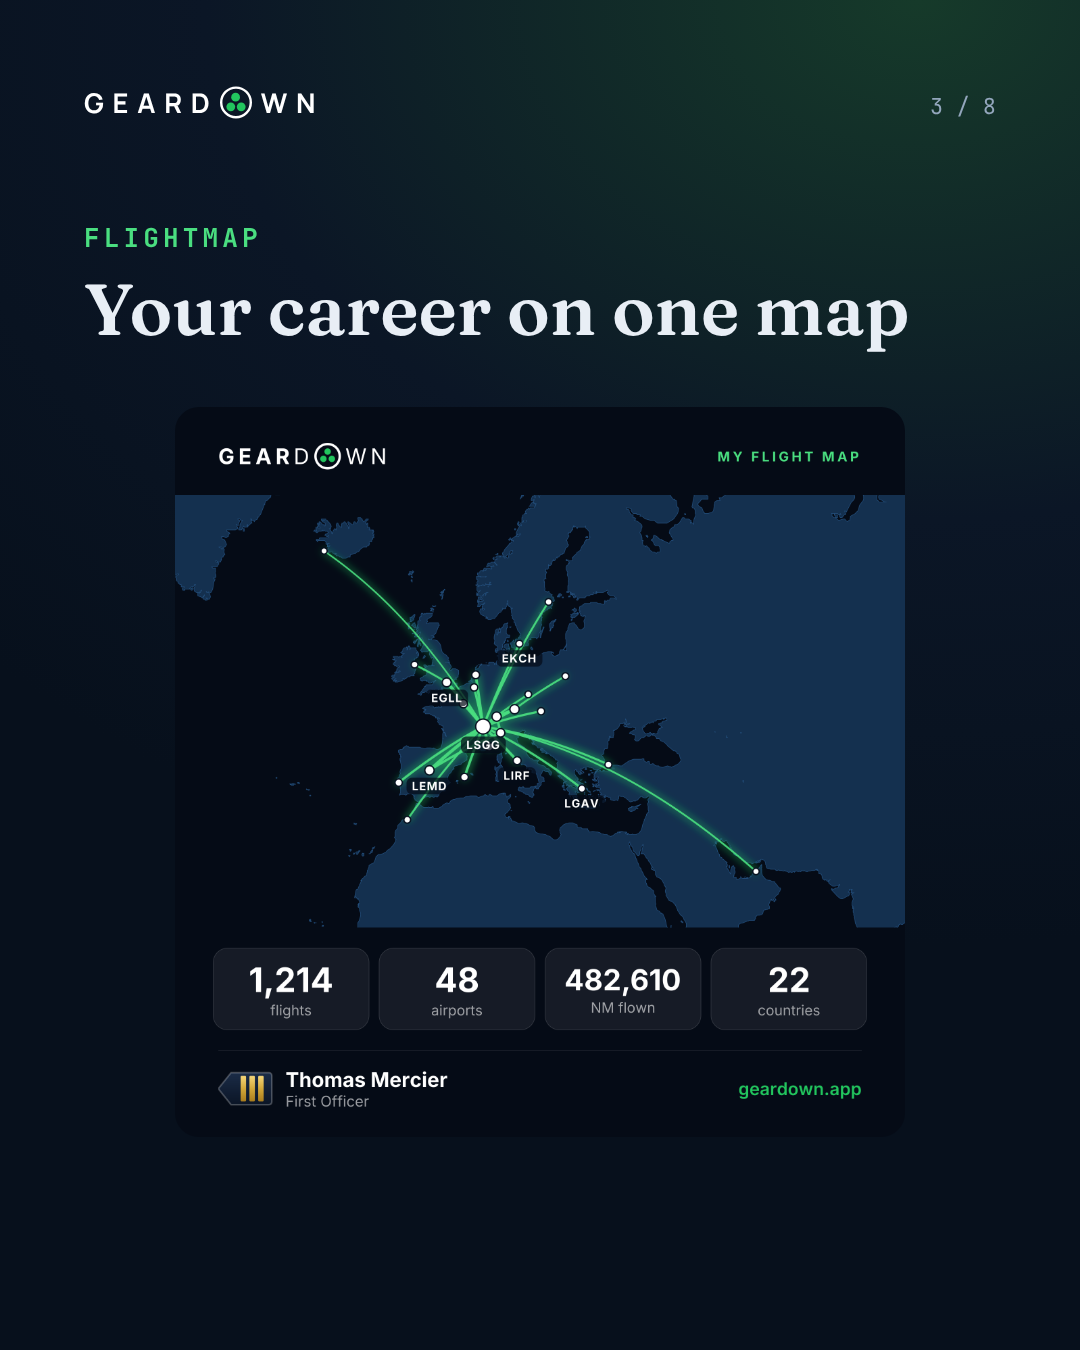 GEARDOWN
3 / 8
FLIGHTMAP
Your career on one map
GEARDOWN
MY FLIGHT MAP
EKCH
EGLL
LSGG
LIRF
LEMD
LGAV
1,214
flights
48
airports
482,610
NM flown
22
countries
Thomas Mercier
First Officer
geardown.app